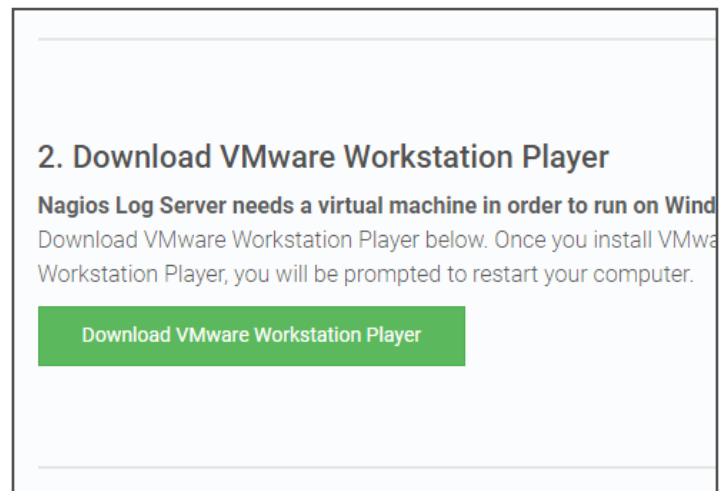 2. Download VMware Workstation Player
Nagios Log Server needs a virtual machine in order to run on Wind
Download VMware Workstation Player below. Once you install VMwa
Workstation Player, you will be prompted to restart your computer.
Download VMware Workstation Player